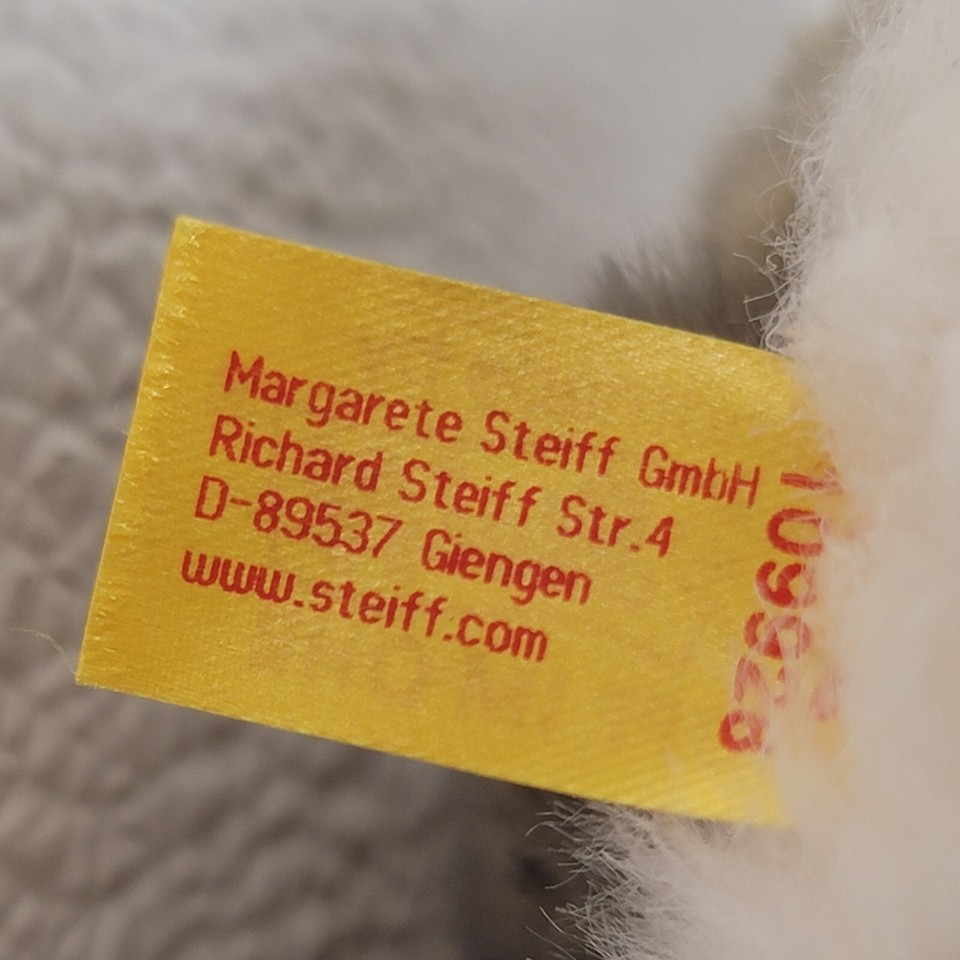 Margarete Steiff GmbH
Richard Steiff Str.4
D-89537 Giengen
www.steiff.com